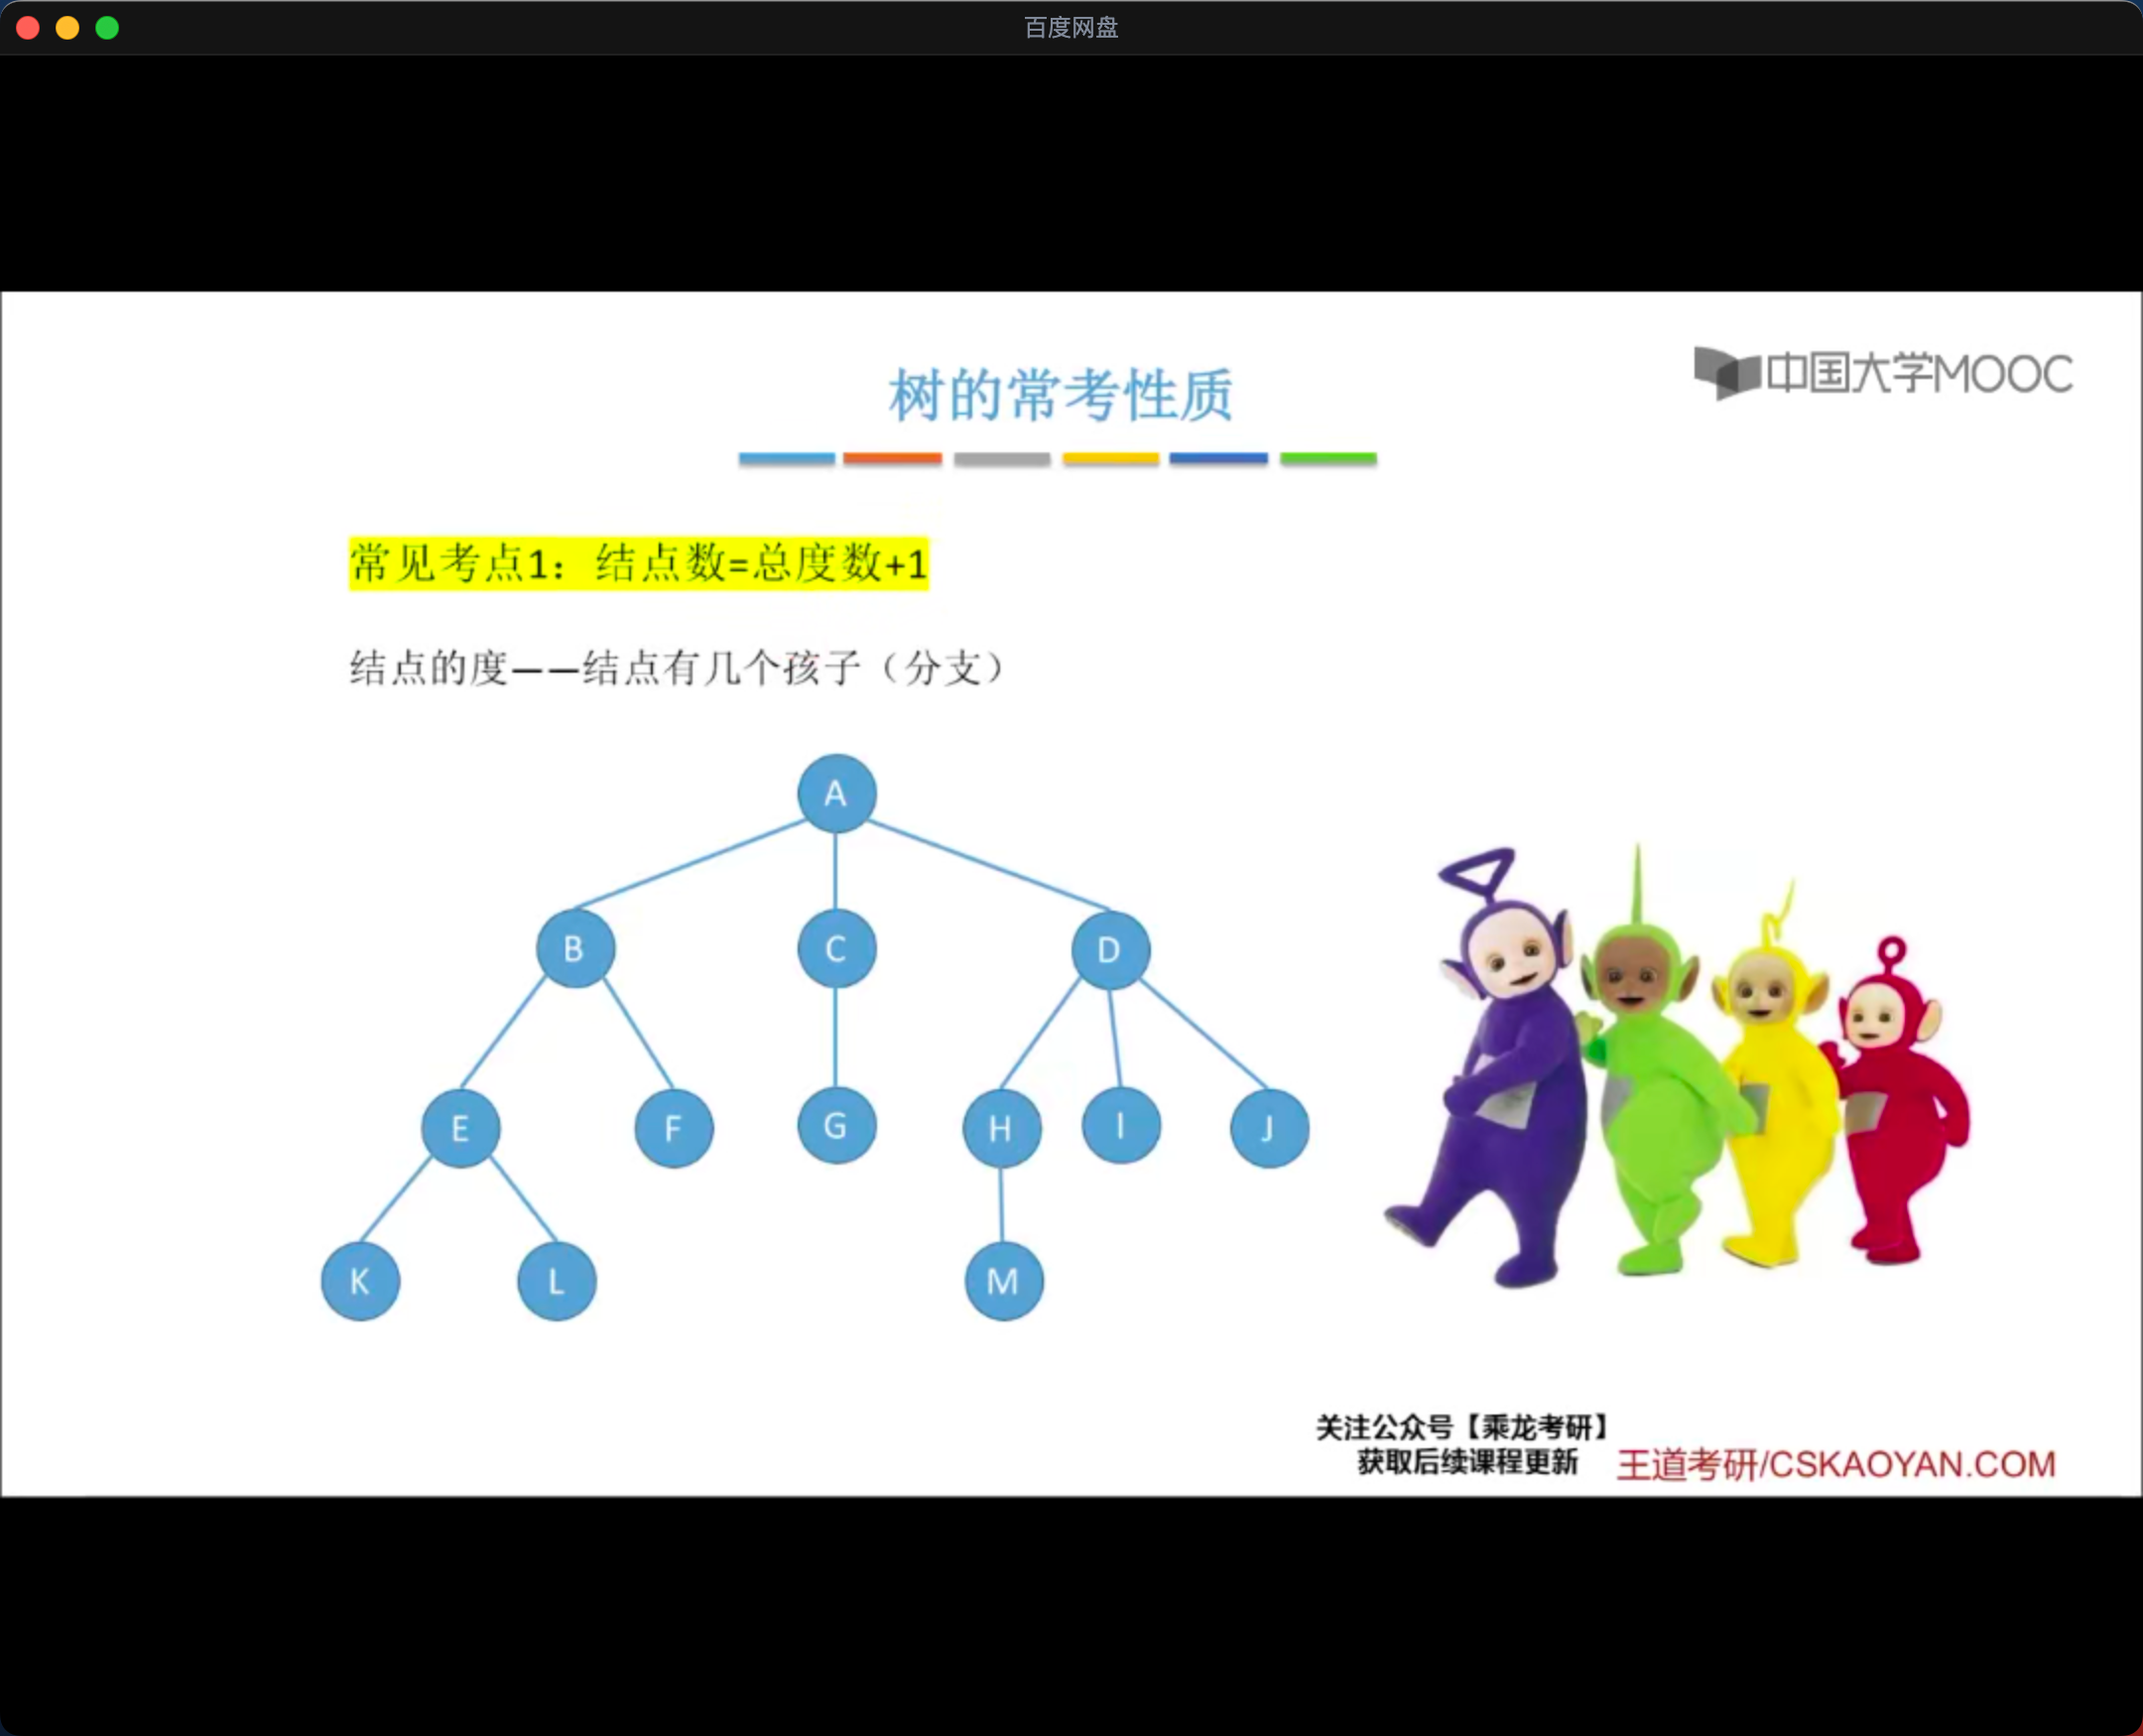 百度网盘
中国大学MOOC
树的常考性质
常见考点1：结点数=总度数+1
结点的度——结点有几个孩子（分支）
A
B C D
E F G H I J
K L M
关注公众号【乘龙考研】
获取后续课程更新
王道考研/CSKAOYAN.COM